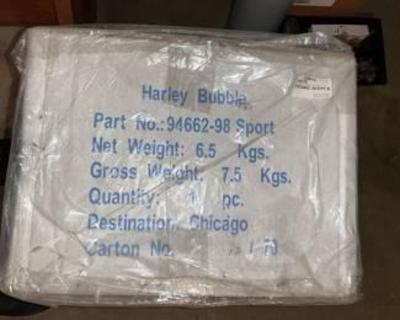 Harley Bubble
Part No.:94662-98 Sport
Net Weight: 6.5 Kgs.
Gross Weight: 7.5 Kgs.
Quantity: 1 pc.
Destination: Chicago
Carton No.